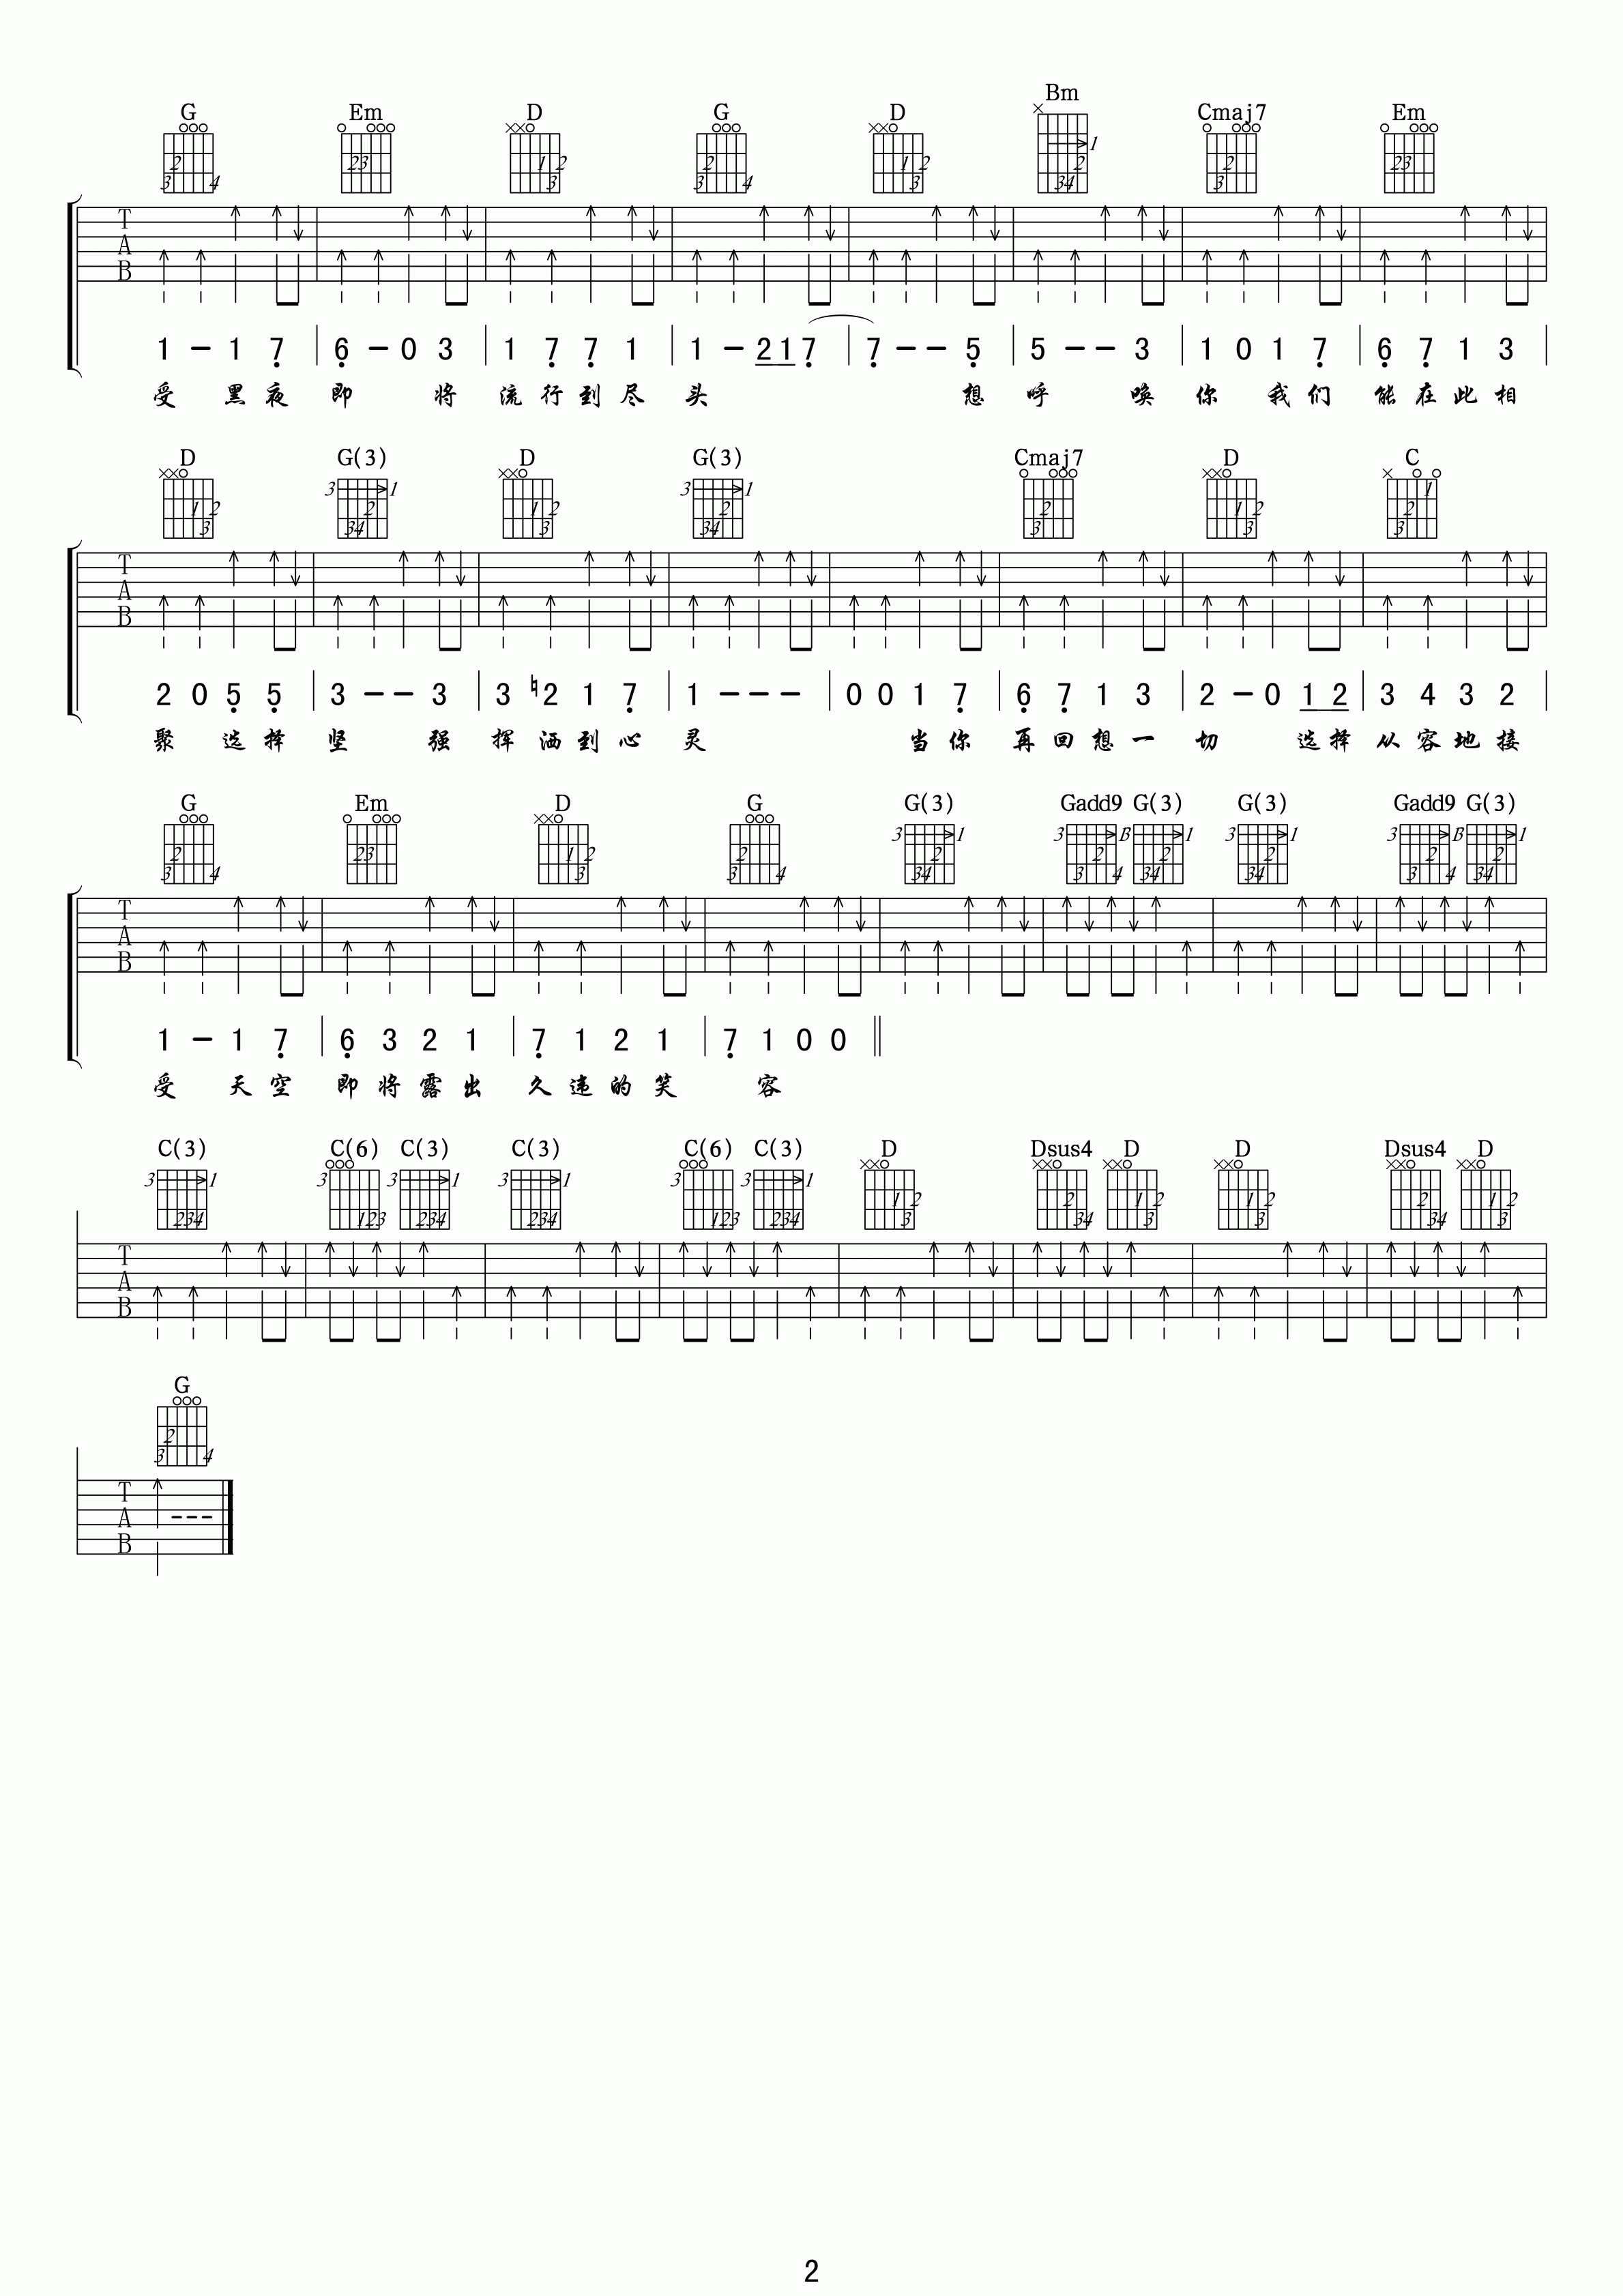 G Em D G D Bm Cmaj7 Em
T A B
1 - 1 7 | 6 - 0 3 | 1 7 7 1 | 1 - 2 1 7 | 7 - - 5 | 5 - - 3 | 1 0 1 7 | 6 7 1 3 |
受 黑 夜 即 将 流 行 到 尽 头 想 呼 唤 你 我 们 能 在 此 相
D G(3) D G(3) Cmaj7 D C
T A B
2 0 5 5 | 3 - - 3 | 3 ♮2 1 7 | 1 - - - | 0 0 1 7 | 6 7 1 3 | 2 - 0 1 2 | 3 4 3 2 |
聚 选 择 坚 强 挥 洒 到 心 灵 当 你 再 回 想 一 切 选 择 从 容 地 接
G Em D G G(3) Gadd9 G(3) G(3) Gadd9 G(3)
T A B
1 - 1 7 | 6 3 2 1 | 7 1 2 1 | 7 1 0 0 ||
受 天 空 即 将 露 出 久 违 的 笑 容
C(3) C(6) C(3) C(3) C(6) C(3) D Dsus4 D D Dsus4 D
T A B
G
T A B
2